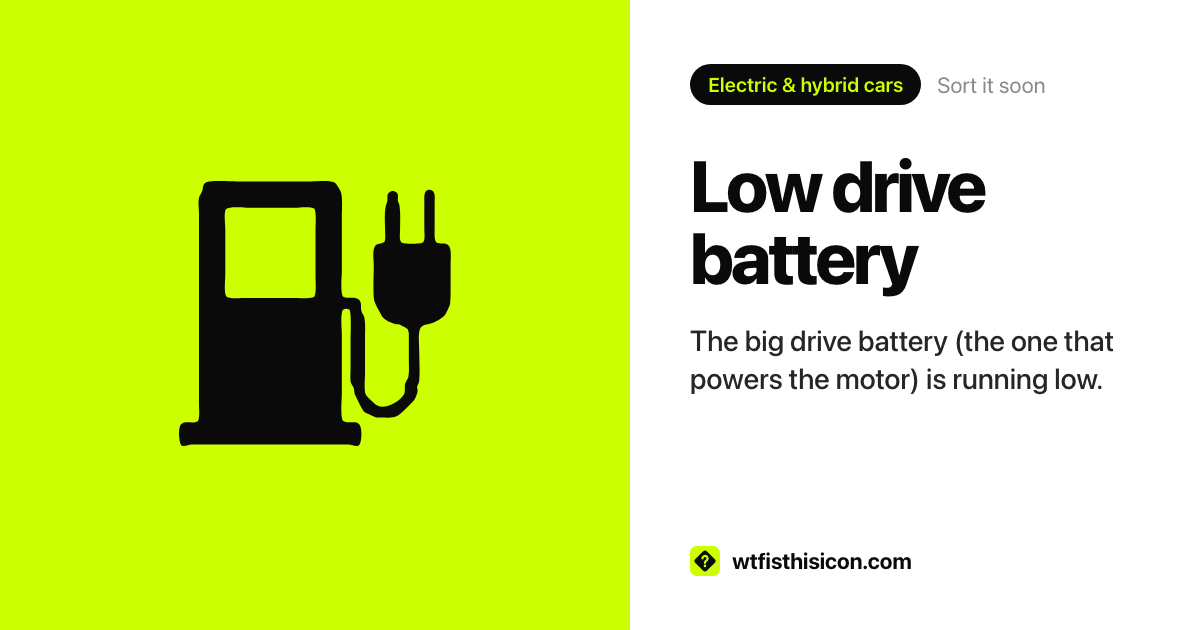 Electric & hybrid cars
Sort it soon
Low drive
battery
The big drive battery (the one that
powers the motor) is running low.
?
wtfisthisicon.com